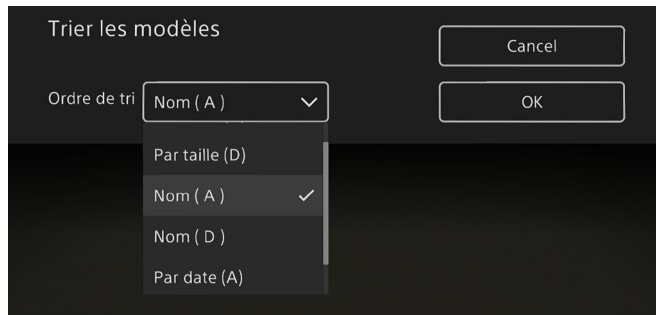 Trier les modèles
Cancel
Ordre de tri
Nom ( A )
OK
Par taille (D)
Nom ( A )
Nom ( D )
Par date (A)